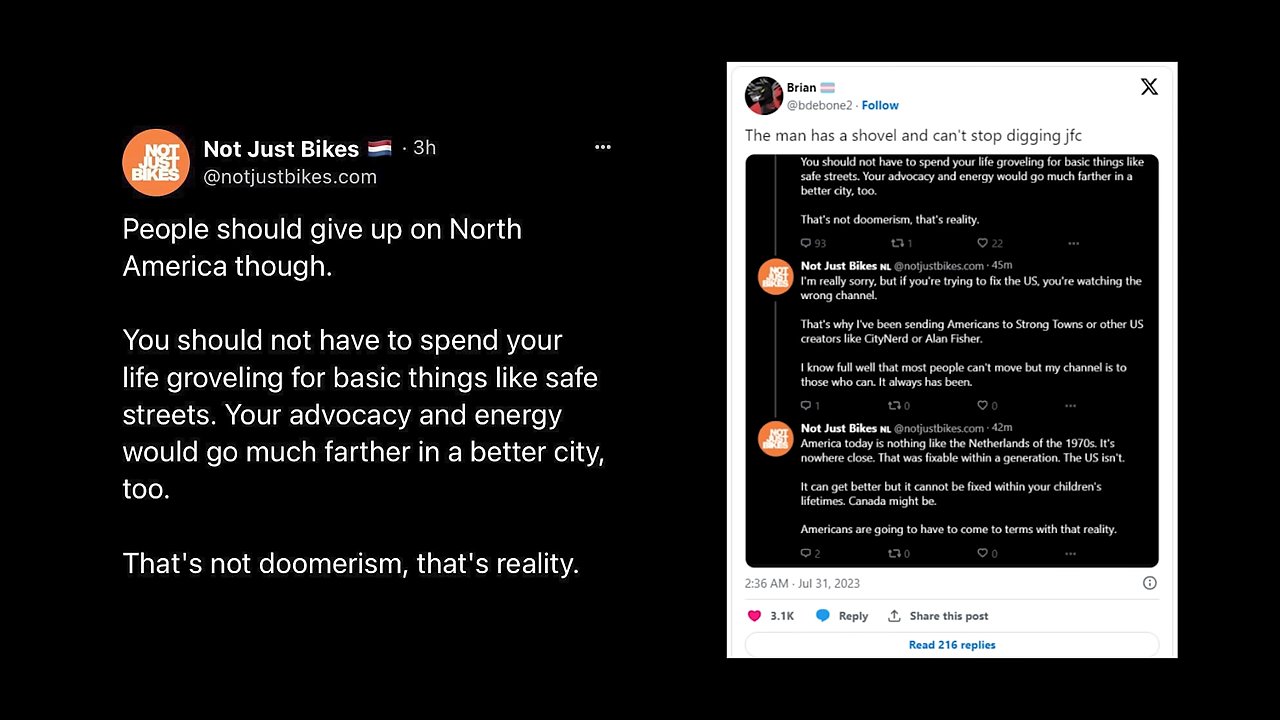 NOT
JUST
BIKES
Not Just Bikes 🇳🇱 · 3h
@notjustbikes.com
People should give up on North
America though.
You should not have to spend your
life groveling for basic things like safe
streets. Your advocacy and energy
would go much farther in a better city,
too.
That's not doomerism, that's reality.
Brian
@bdebone2 · Follow
The man has a shovel and can't stop digging jfc
You should not have to spend your life groveling for basic things like
safe streets. Your advocacy and energy would go much farther in a
better city, too.
That's not doomerism, that's reality.
93 1 22
NOT
JUST
BIKES
Not Just Bikes NL @notjustbikes.com · 45m
I'm really sorry, but if you're trying to fix the US, you're watching the
wrong channel.
That's why I've been sending Americans to Strong Towns or other US
creators like CityNerd or Alan Fisher.
I know full well that most people can't move but my channel is to
those who can. It always has been.
1 0 0
NOT
JUST
BIKES
Not Just Bikes NL @notjustbikes.com · 42m
America today is nothing like the Netherlands of the 1970s. It's
nowhere close. That was fixable within a generation. The US isn't.
It can get better but it cannot be fixed within your children's
lifetimes. Canada might be.
Americans are going to have to come to terms with that reality.
2 0 0
2:36 AM · Jul 31, 2023
3.1K Reply Share this post
Read 216 replies